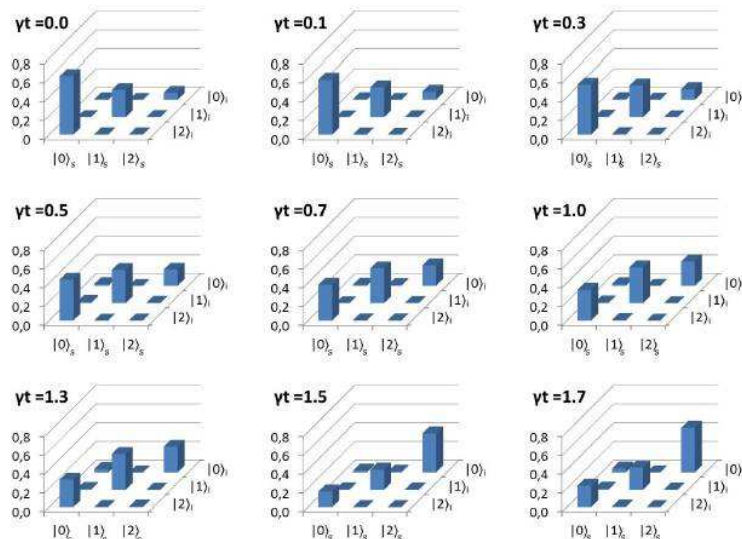 γt =0.0
γt =0.1
γt =0.3
0,8
0,6
0,4
0,2
0
|0⟩ₛ |1⟩ₛ |2⟩ₛ
|0⟩ᵢ
|1⟩ᵢ
|2⟩ᵢ
0,8
0,6
0,4
0,2
0,0
|0⟩ₛ |1⟩ₛ |2⟩ₛ
|0⟩ᵢ
|1⟩ᵢ
|2⟩ᵢ
0,8
0,6
0,4
0,2
0,0
|0⟩ₛ |1⟩ₛ |2⟩ₛ
|0⟩
|1⟩ᵢ
|2⟩ᵢ
γt =0.5
γt =0.7
γt =1.0
0,8
0,6
0,4
0,2
0,0
|0⟩ₛ |1⟩ₛ |2⟩ₛ
|0⟩ᵢ
|1⟩ᵢ
|2⟩ᵢ
0,8
0,6
0,4
0,2
0,0
|0⟩ₛ |1⟩ₛ |2⟩ₛ
|0⟩ᵢ
|1⟩ᵢ
|2⟩ᵢ
0,8
0,6
0,4
0,2
0,0
|0⟩ₛ |1⟩ₛ |2⟩ₛ
|0⟩
|1⟩ᵢ
|2⟩ᵢ
γt =1.3
γt =1.5
γt =1.7
0,8
0,6
0,4
0,2
0,0
|0⟩ |1⟩ |2⟩
|0⟩ᵢ
|1⟩ᵢ
|2⟩ᵢ
0,8
0,6
0,4
0,2
0,0
|0⟩ₛ |1⟩ₛ |2⟩ₛ
|0⟩ᵢ
|1⟩ᵢ
|2⟩ᵢ
0,8
0,6
0,4
0,2
0,0
|0⟩ₛ |1⟩ₛ |2⟩ₛ
|0⟩
|1⟩ᵢ
|2⟩ᵢ